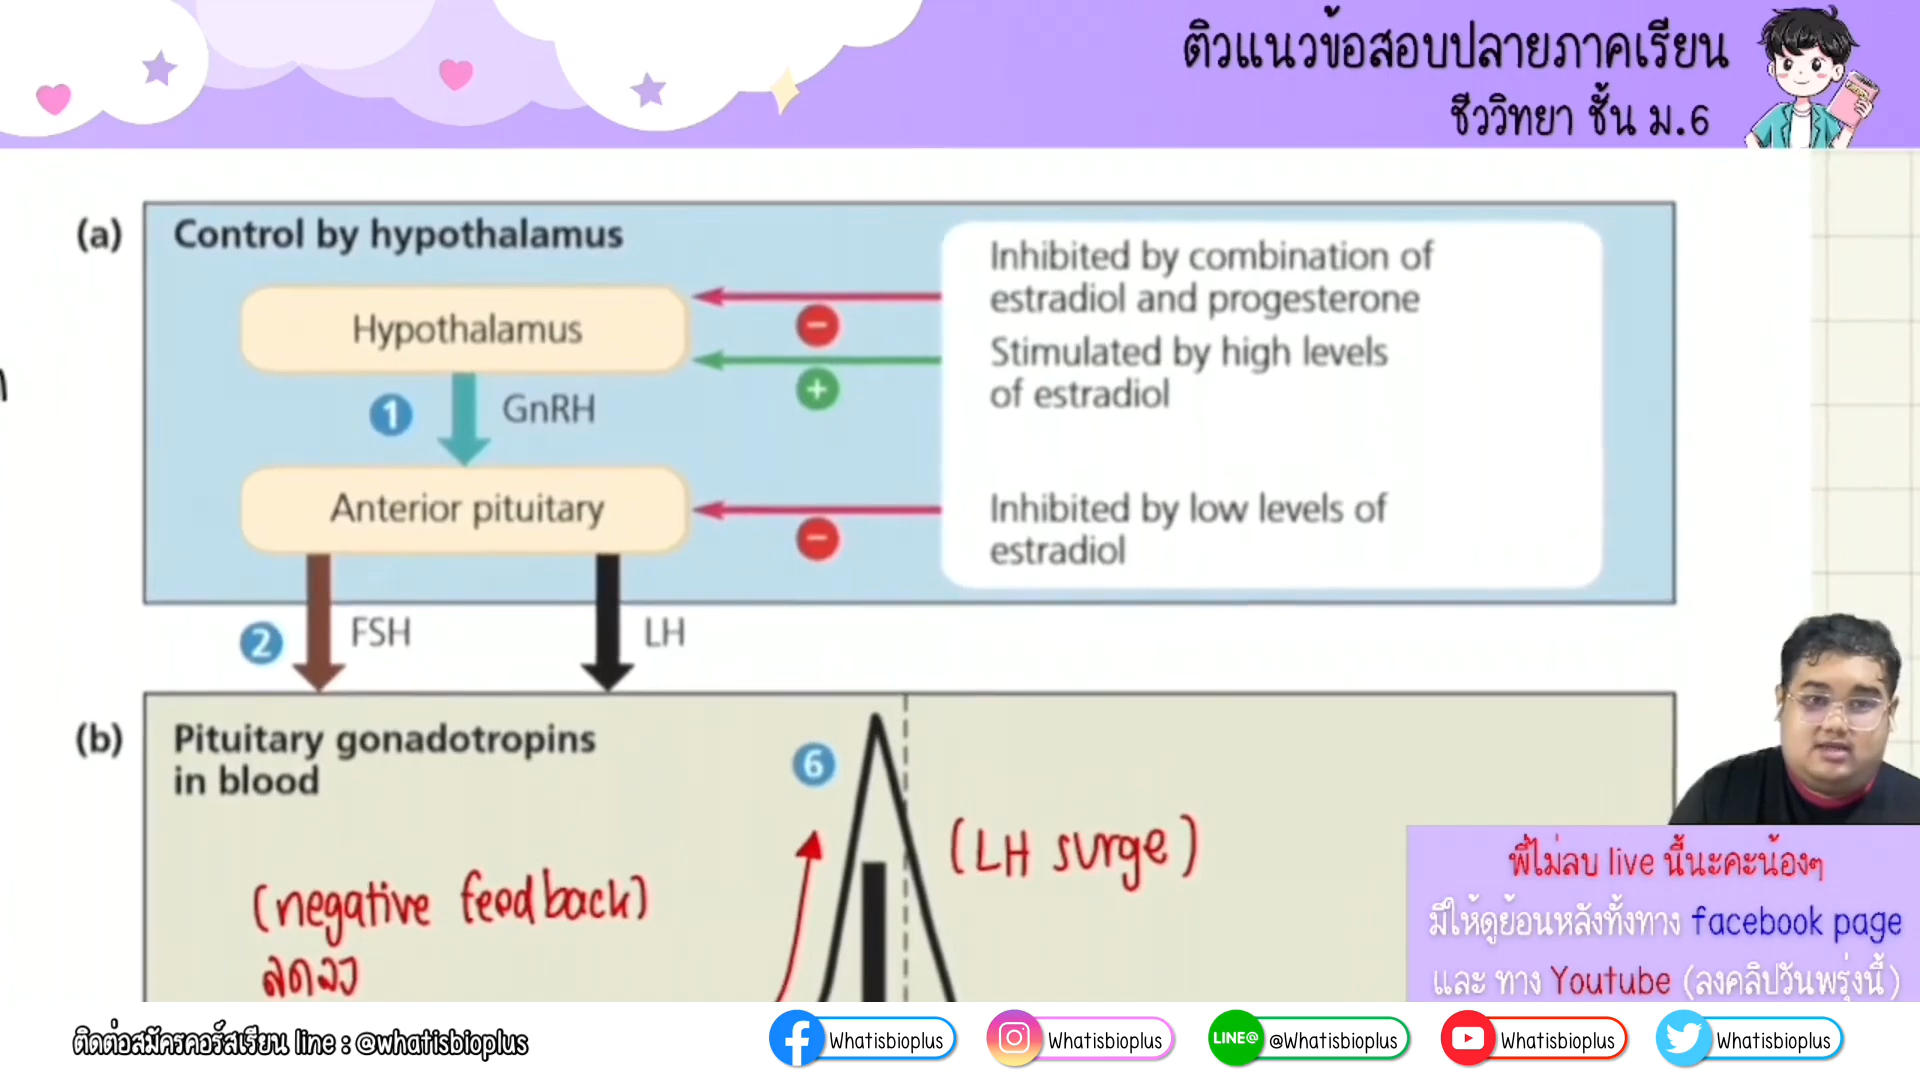 ติวแนวข้อสอบปลายภาคเรียน
ชีววิทยา ชั้น ม.6
(a)
Control by hypothalamus
Hypothalamus
Inhibited by combination of
estradiol and progesterone
−
Stimulated by high levels
of estradiol
+
1
GnRH
Anterior pituitary
Inhibited by low levels of
estradiol
−
2
FSH
LH
(b)
Pituitary gonadotropins
in blood
6
(LH surge)
(negative feedback)
ลดลง
พี่ไม่ลบ live นี้นะคะน้องๆ
มีให้ดูย้อนหลังทั้งทาง facebook page
และ ทาง Youtube (ลงคลิปวันพรุ่งนี้)
ติดต่อสมัครคอร์สเรียน line : @whatisbioplus
Whatisbioplus
Whatisbioplus
LINE@ @Whatisbioplus
Whatisbioplus
Whatisbioplus